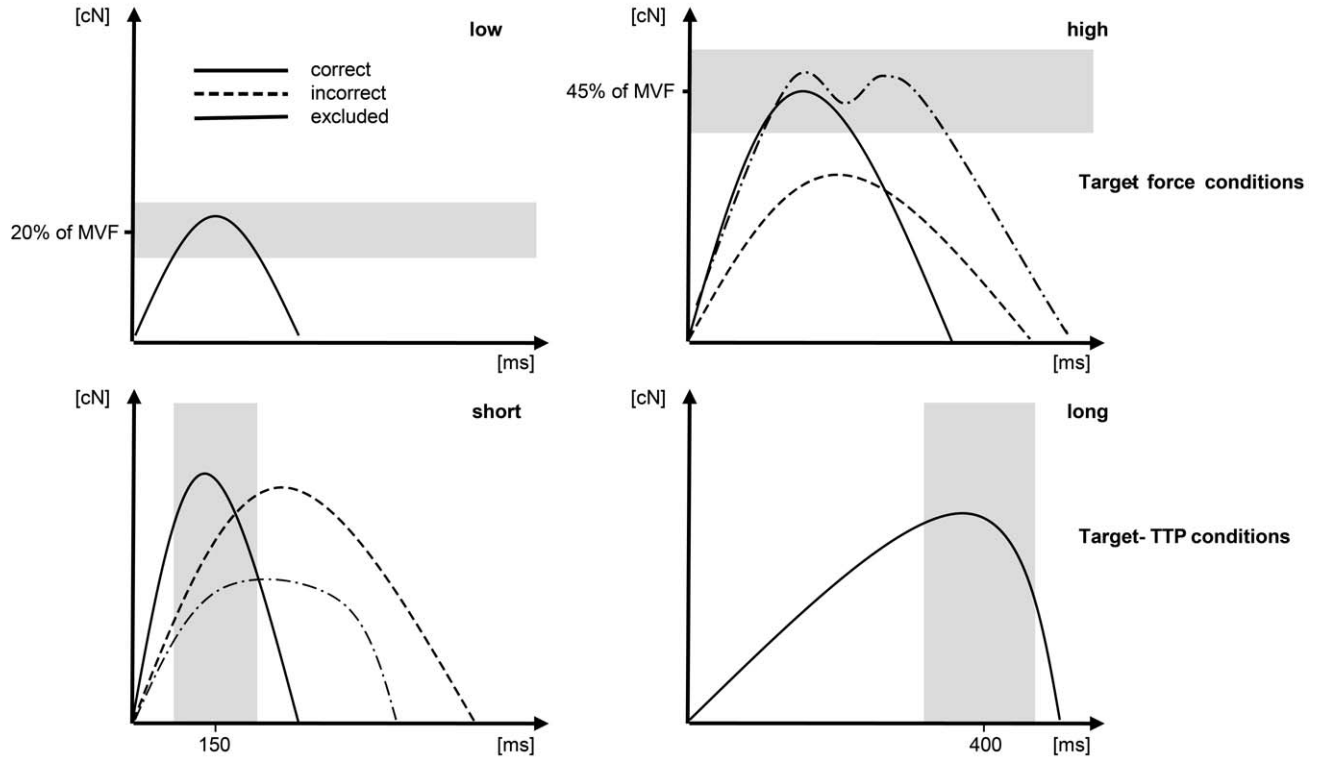 [cN]
low
correct
incorrect
excluded
20% of MVF
[ms]
[cN]
high
45% of MVF
Target force conditions
[ms]
[cN]
short
150
[ms]
[cN]
long
Target- TTP conditions
400
[ms]